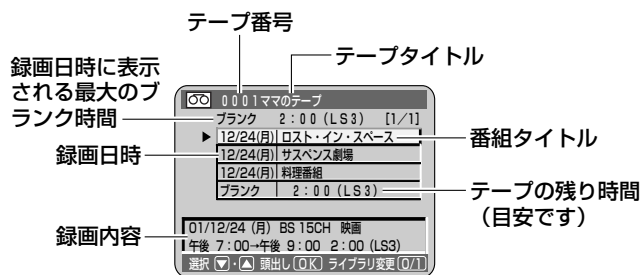 テープ番号
テープタイトル
録画日時に表示
される最大のブ
ランク時間
0001ママのテープ
ブランク 2:00(LS3) [1/1]
▶ 12/24(月) ロスト・イン・スペース
番組タイトル
録画日時
12/24(月) サスペンス劇場
12/24(月) 料理番組
ブランク 2:00(LS3)
テープの残り時間
（目安です）
録画内容
01/12/24 (月) BS 15CH 映画
午後 7:00→午後 9:00 2:00 (LS3)
選択 ▼・▲ 頭出し OK ライブラリ変更 0/1